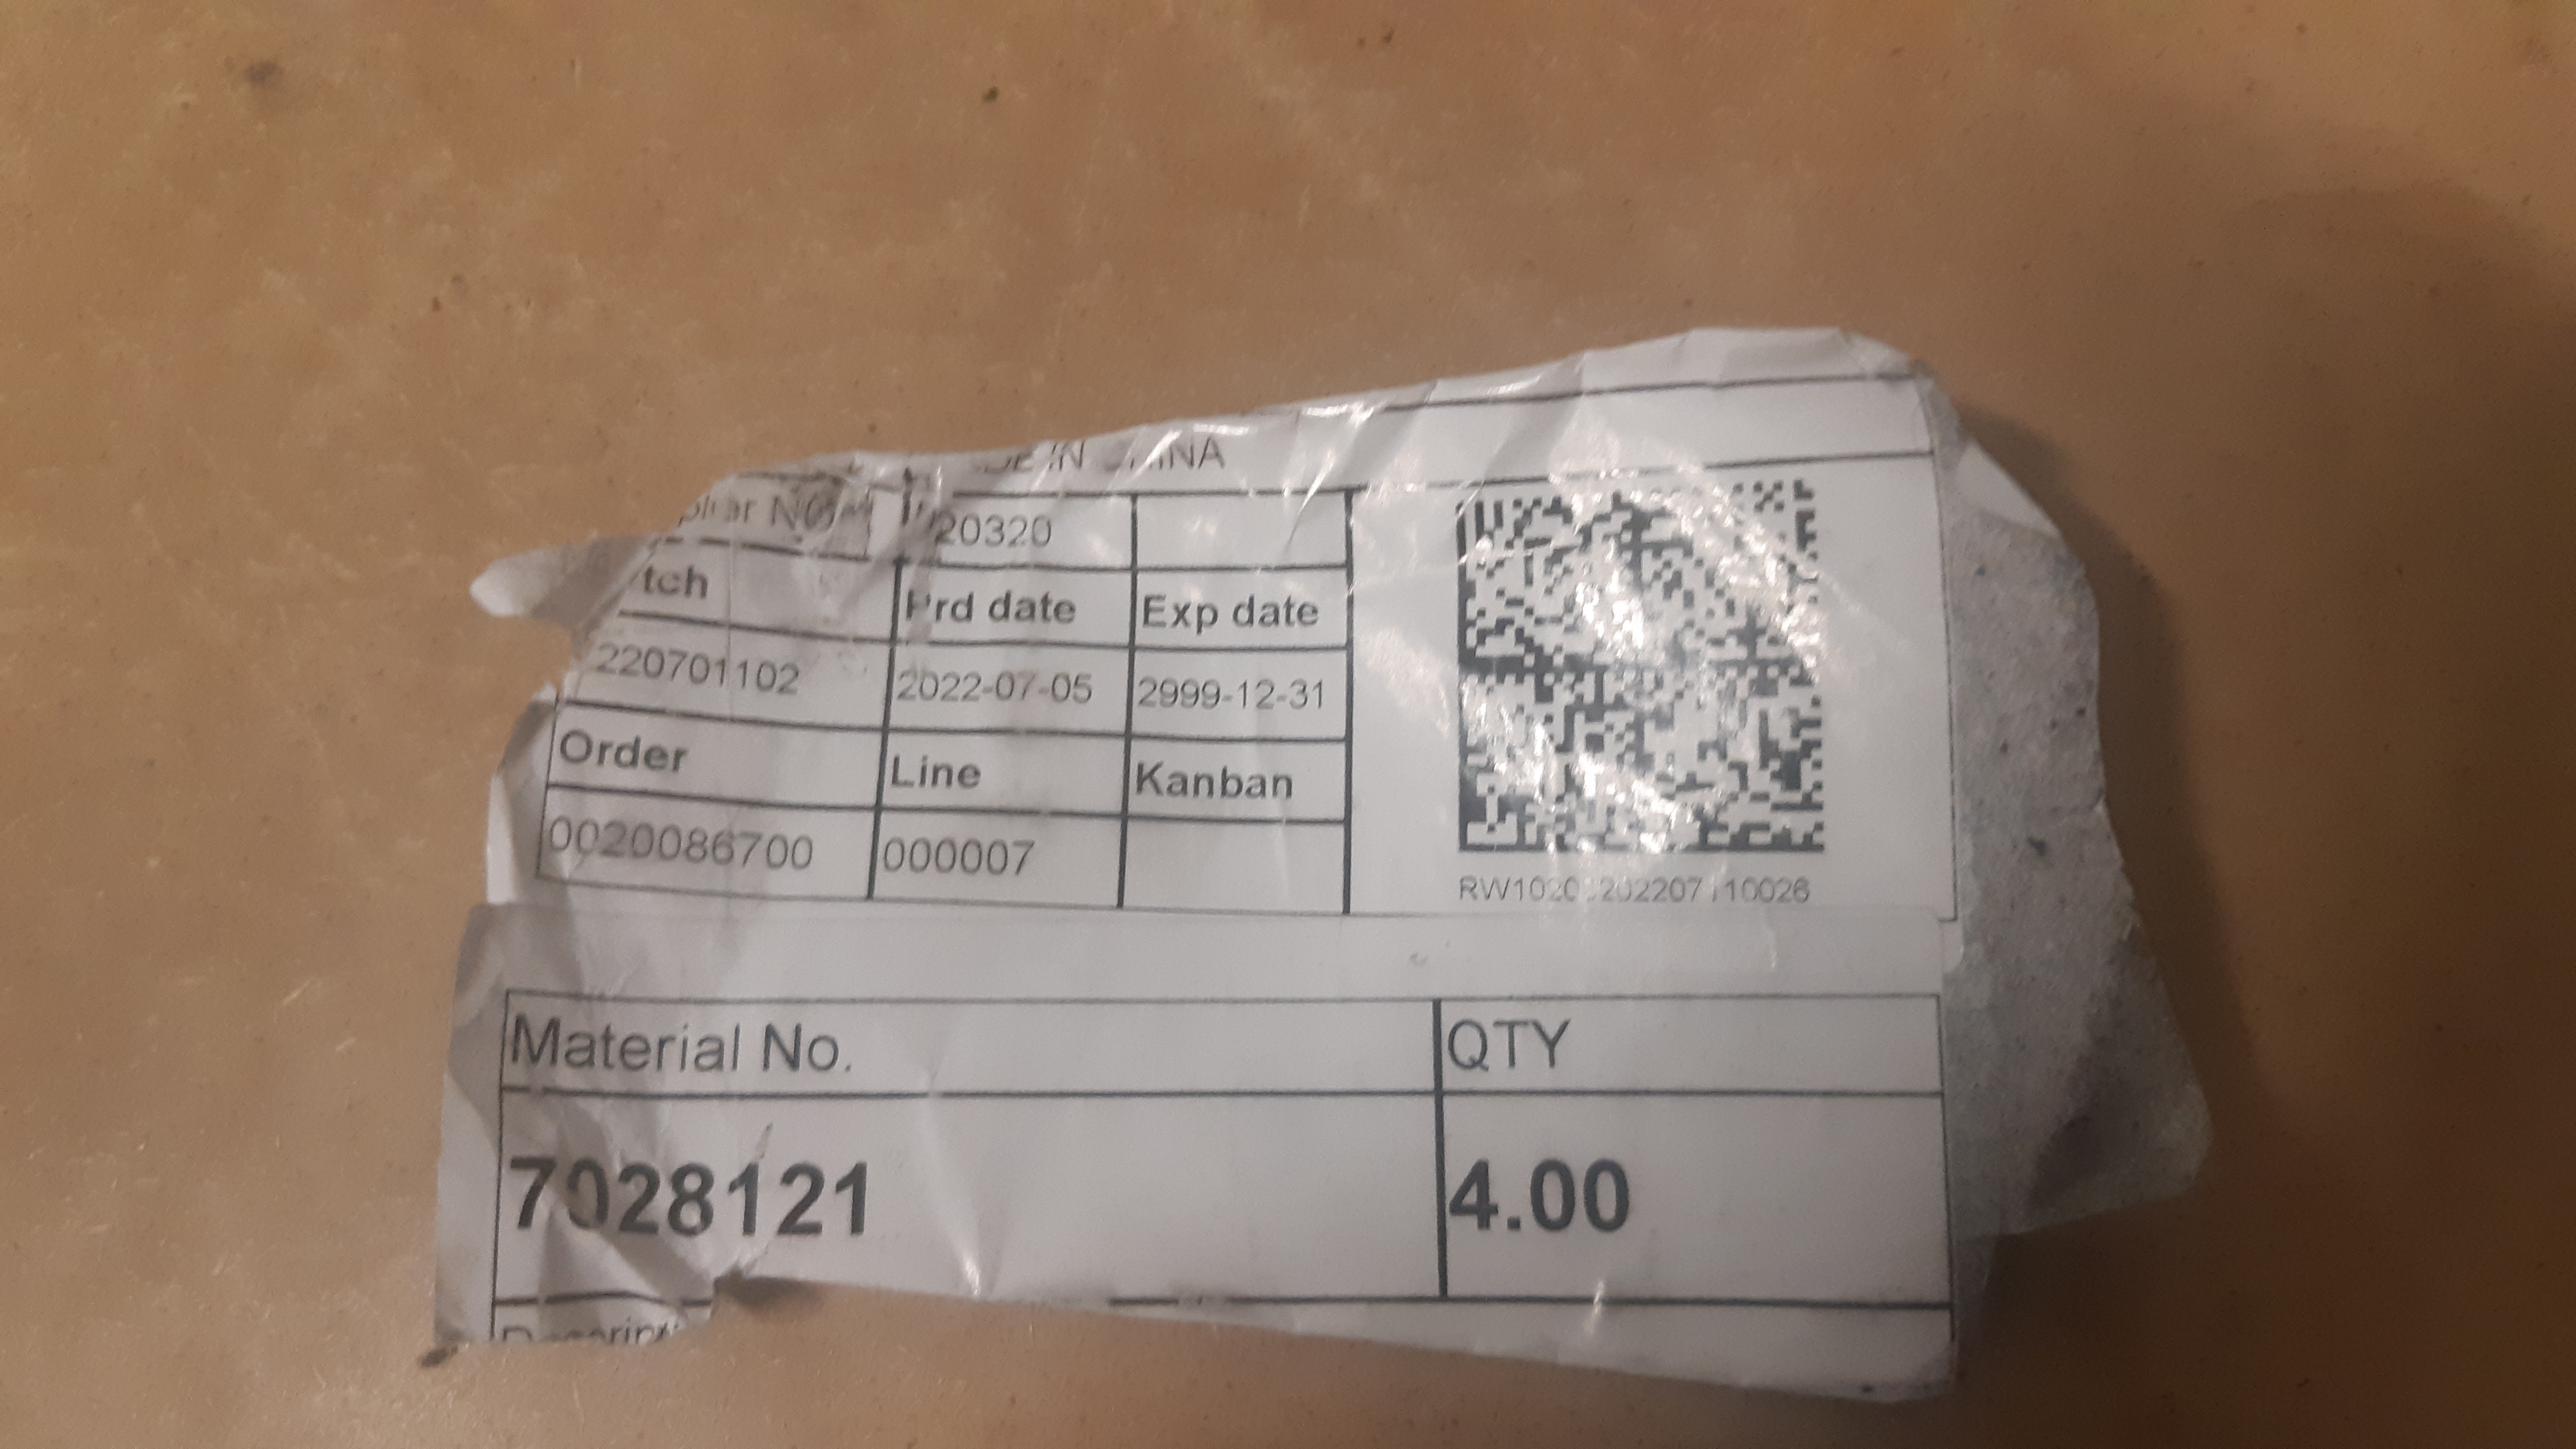 IN
20320
Prd date Exp date
220701102 2022-07-05 2999-12-31
Order Line Kanban
0020086700 000007
Material No. QTY
7028121 4.00